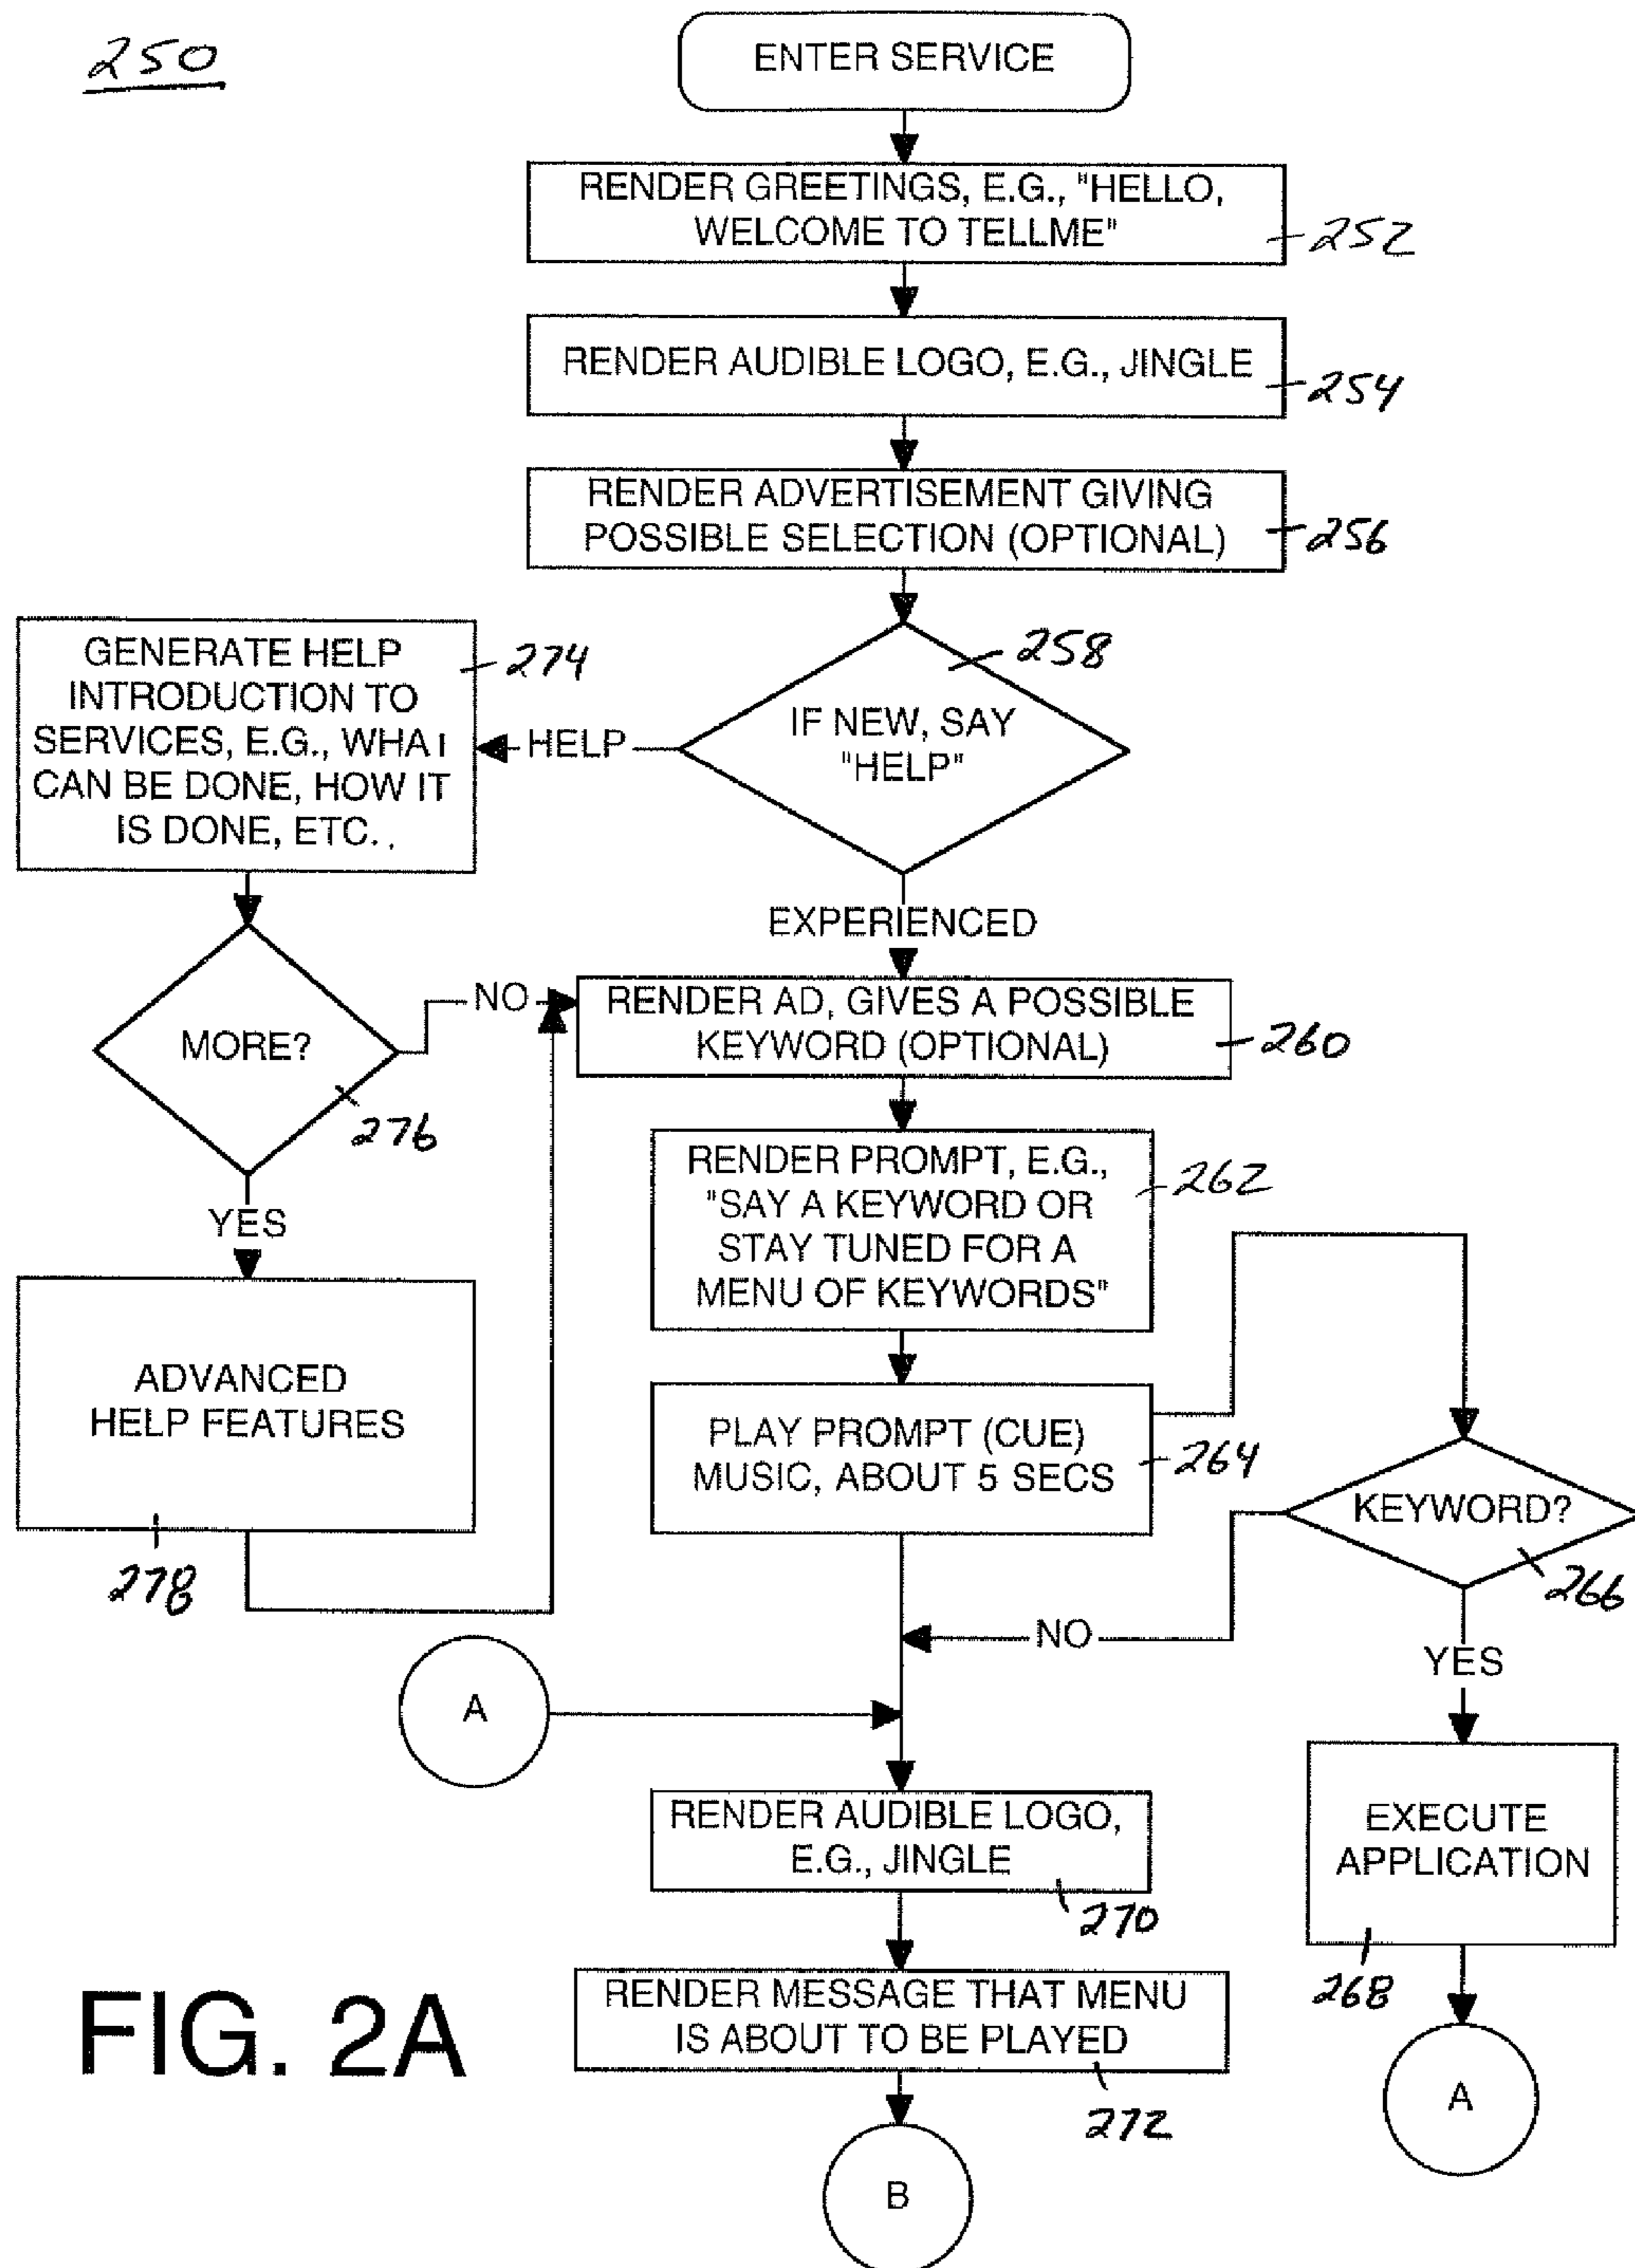 250
ENTER SERVICE
RENDER GREETINGS, E.G., "HELLO,
WELCOME TO TELLME"
252
RENDER AUDIBLE LOGO, E.G., JINGLE
254
RENDER ADVERTISEMENT GIVING
POSSIBLE SELECTION (OPTIONAL)
256
258
IF NEW, SAY
"HELP"
HELP
GENERATE HELP
INTRODUCTION TO
SERVICES, E.G., WHAT
CAN BE DONE, HOW IT
IS DONE, ETC.
274
EXPERIENCED
MORE?
276
NO
YES
RENDER AD, GIVES A POSSIBLE
KEYWORD (OPTIONAL)
260
RENDER PROMPT, E.G.,
"SAY A KEYWORD OR
STAY TUNED FOR A
MENU OF KEYWORDS"
262
ADVANCED
HELP FEATURES
278
PLAY PROMPT (CUE)
MUSIC, ABOUT 5 SECS
264
KEYWORD?
266
NO
YES
A
RENDER AUDIBLE LOGO,
E.G., JINGLE
270
EXECUTE
APPLICATION
268
RENDER MESSAGE THAT MENU
IS ABOUT TO BE PLAYED
272
A
B
FIG. 2A